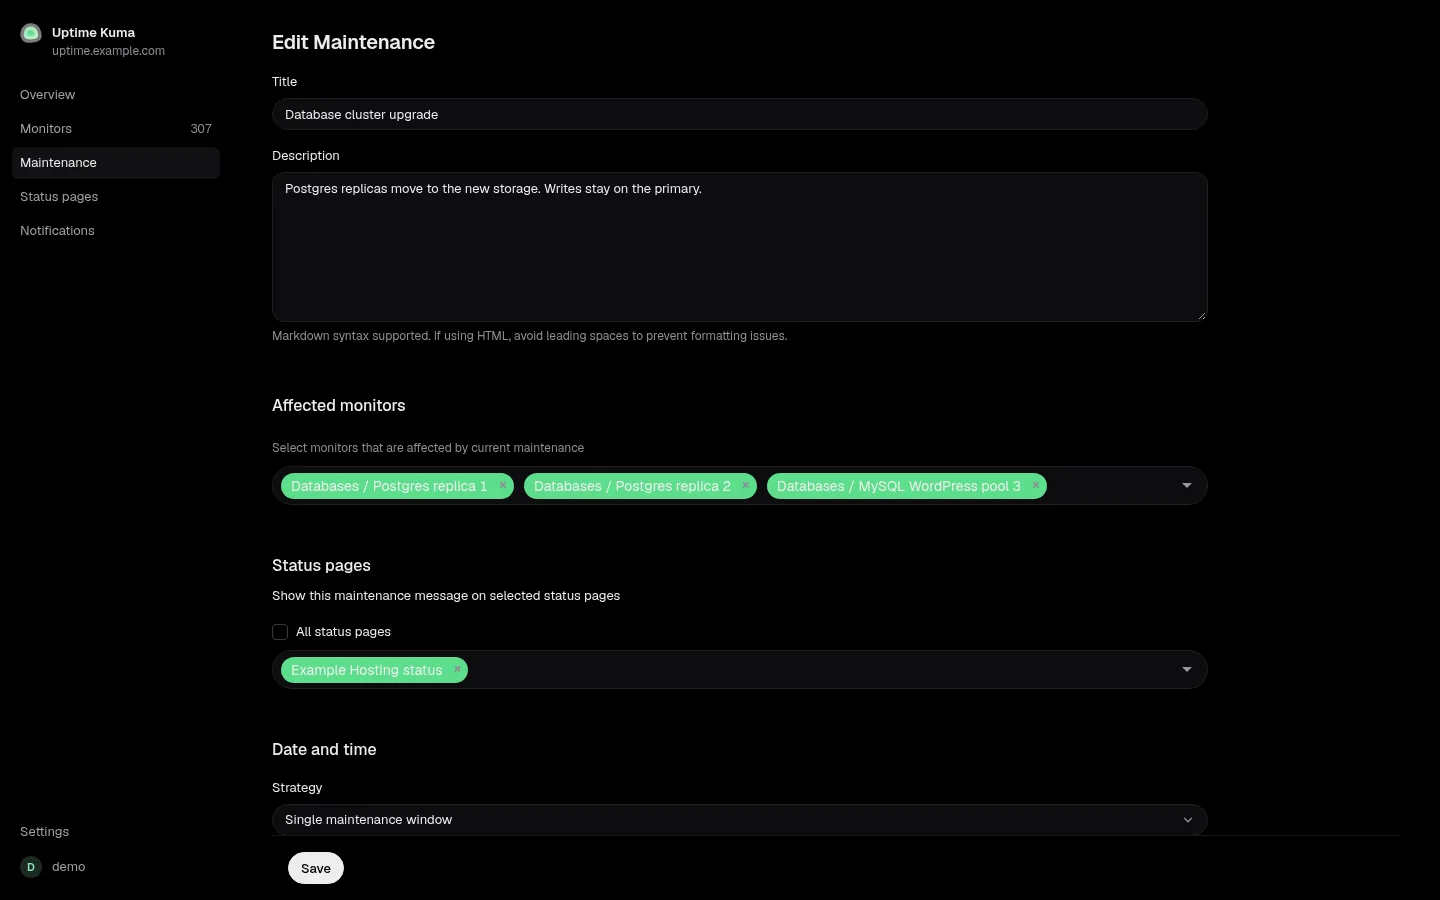 Uptime Kuma
uptime.example.com
Overview
Monitors 307
Maintenance
Status pages
Notifications
Settings
D demo
Edit Maintenance
Title
Database cluster upgrade
Description
Postgres replicas move to the new storage. Writes stay on the primary.
Markdown syntax supported. If using HTML, avoid leading spaces to prevent formatting issues.
Affected monitors
Select monitors that are affected by current maintenance
Databases / Postgres replica 1 × Databases / Postgres replica 2 × Databases / MySQL WordPress pool 3 ×
Status pages
Show this maintenance message on selected status pages
All status pages
Example Hosting status ×
Date and time
Strategy
Single maintenance window
Save